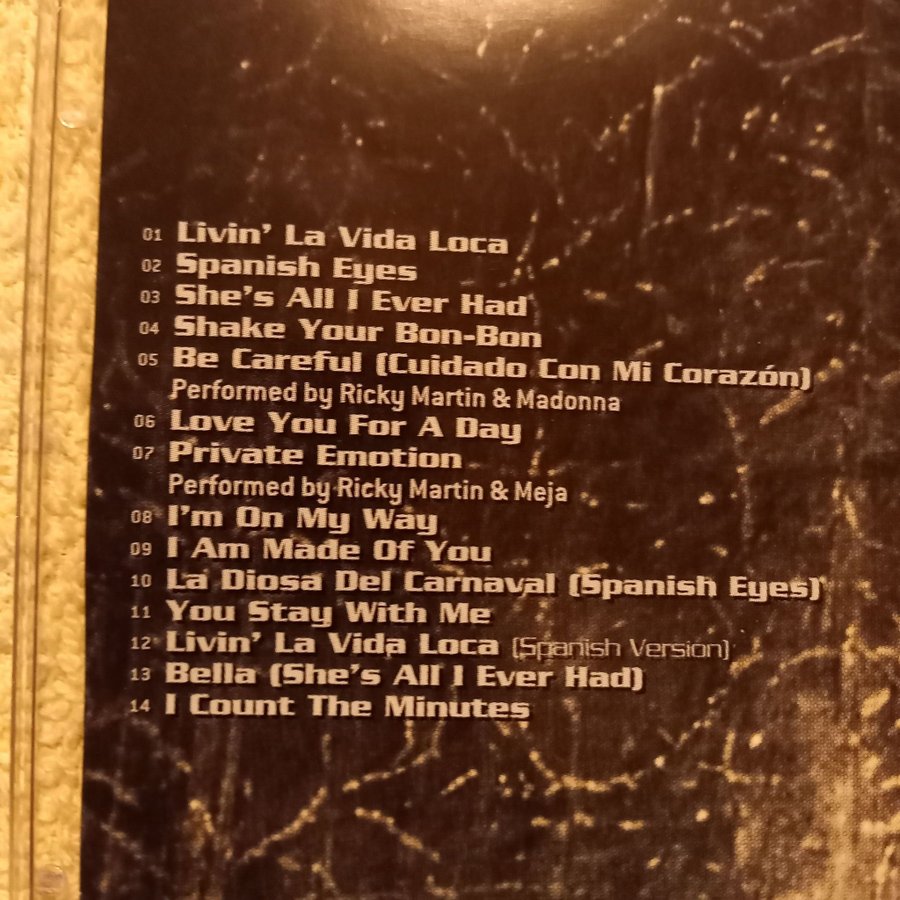 01 Livin' La Vida Loca
02 Spanish Eyes
03 She's All I Ever Had
04 Shake Your Bon-Bon
05 Be Careful (Cuidado Con Mi Corazón)
Performed by Ricky Martin & Madonna
06 Love You For A Day
07 Private Emotion
Performed by Ricky Martin & Meja
08 I'm On My Way
09 I Am Made Of You
10 La Diosa Del Carnaval (Spanish Eyes)
11 You Stay With Me
12 Livin' La Vida Loca (Spanish Version)
13 Bella (She's All I Ever Had)
14 I Count The Minutes